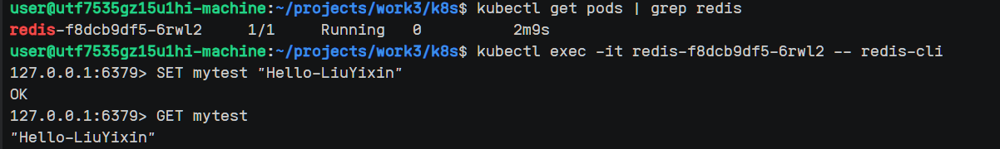 user@utf7535gz15u1hi-machine:~/projects/work3/k8s$ kubectl get pods | grep redis
redis-f8dcb9df5-6rwl2     1/1     Running   0          2m9s
user@utf7535gz15u1hi-machine:~/projects/work3/k8s$ kubectl exec -it redis-f8dcb9df5-6rwl2 -- redis-cli
127.0.0.1:6379> SET mytest "Hello-LiuYixin"
OK
127.0.0.1:6379> GET mytest
"Hello-LiuYixin"